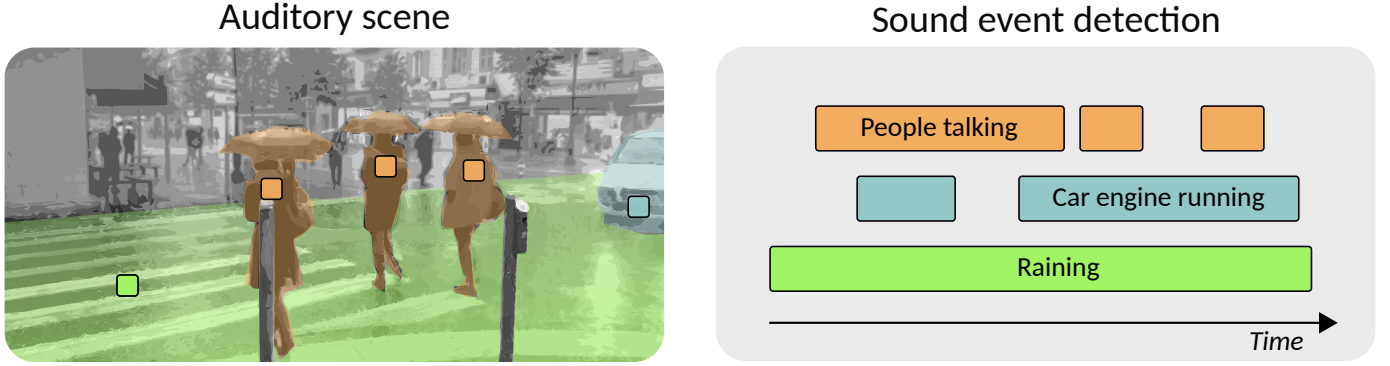 Auditory scene
Sound event detection
People talking
Car engine running
Raining
Time